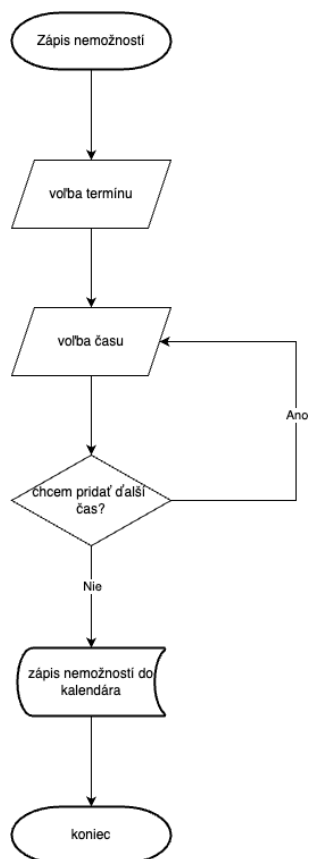 Zápis nemožností
voľba termínu
voľba času
Ano
chcem pridať ďalší
čas?
Nie
zápis nemožností do
kalendára
koniec